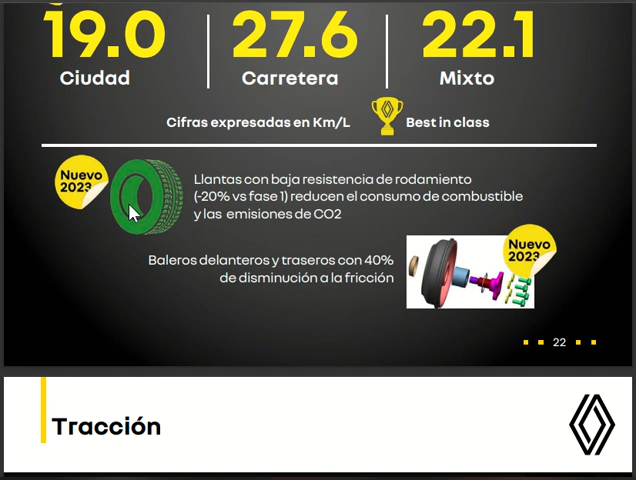 19.0
27.6
22.1
Ciudad
Carretera
Mixto
Cifras expresadas en Km/L
Best in class
Nuevo
2023
Llantas con baja resistencia de rodamiento
(-20% vs fase 1) reducen el consumo de combustible
y las emisiones de CO2
Nuevo
2023
Baleros delanteros y traseros con 40%
de disminución a la fricción
22
Tracción